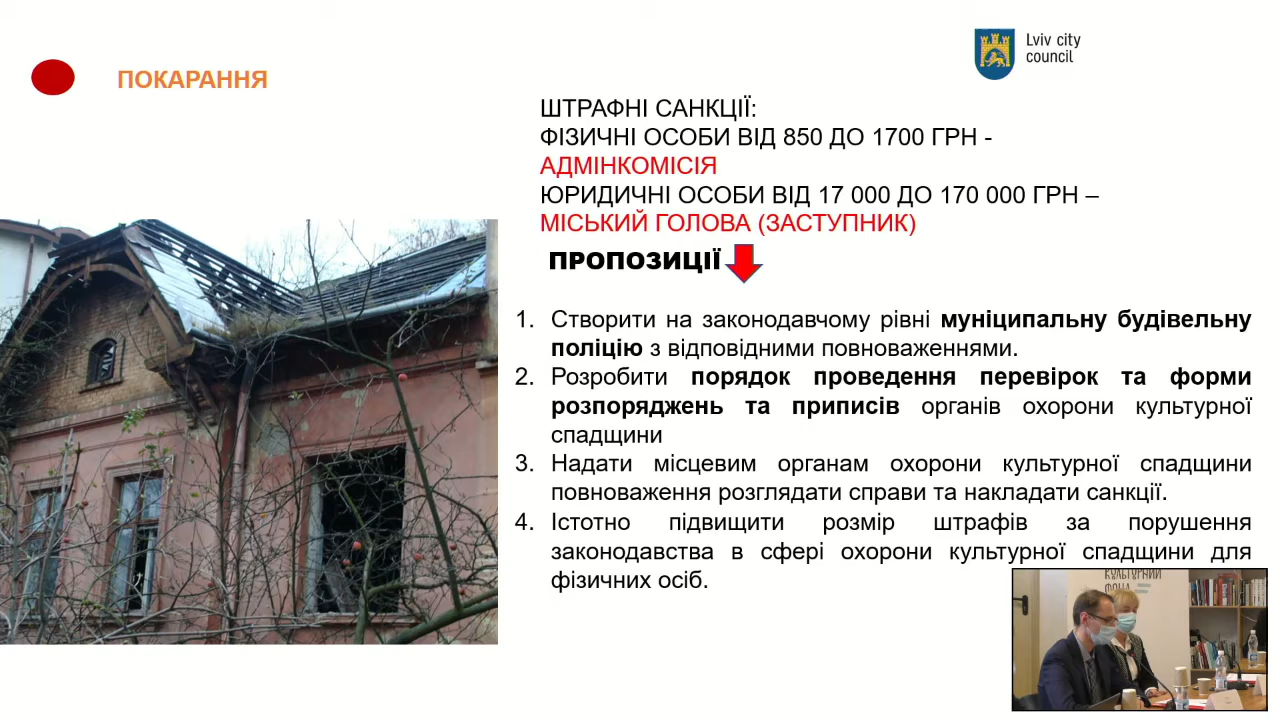 Lviv city
council
ПОКАРАННЯ
ШТРАФНІ САНКЦІЇ:
ФІЗИЧНІ ОСОБИ ВІД 850 ДО 1700 ГРН -
АДМІНКОМІСІЯ
ЮРИДИЧНІ ОСОБИ ВІД 17 000 ДО 170 000 ГРН –
МІСЬКИЙ ГОЛОВА (ЗАСТУПНИК)
ПРОПОЗИЦІЇ
1. Створити на законодавчому рівні муніципальну будівельну
поліцію з відповідними повноваженнями.
2. Розробити порядок проведення перевірок та форми
розпоряджень та приписів органів охорони культурної
спадщини
3. Надати місцевим органам охорони культурної спадщини
повноваження розглядати справи та накладати санкції.
4. Істотно підвищити розмір штрафів за порушення
законодавства в сфері охорони культурної спадщини для
фізичних осіб.
КУЛЬТУРНИЙ
ФОНД